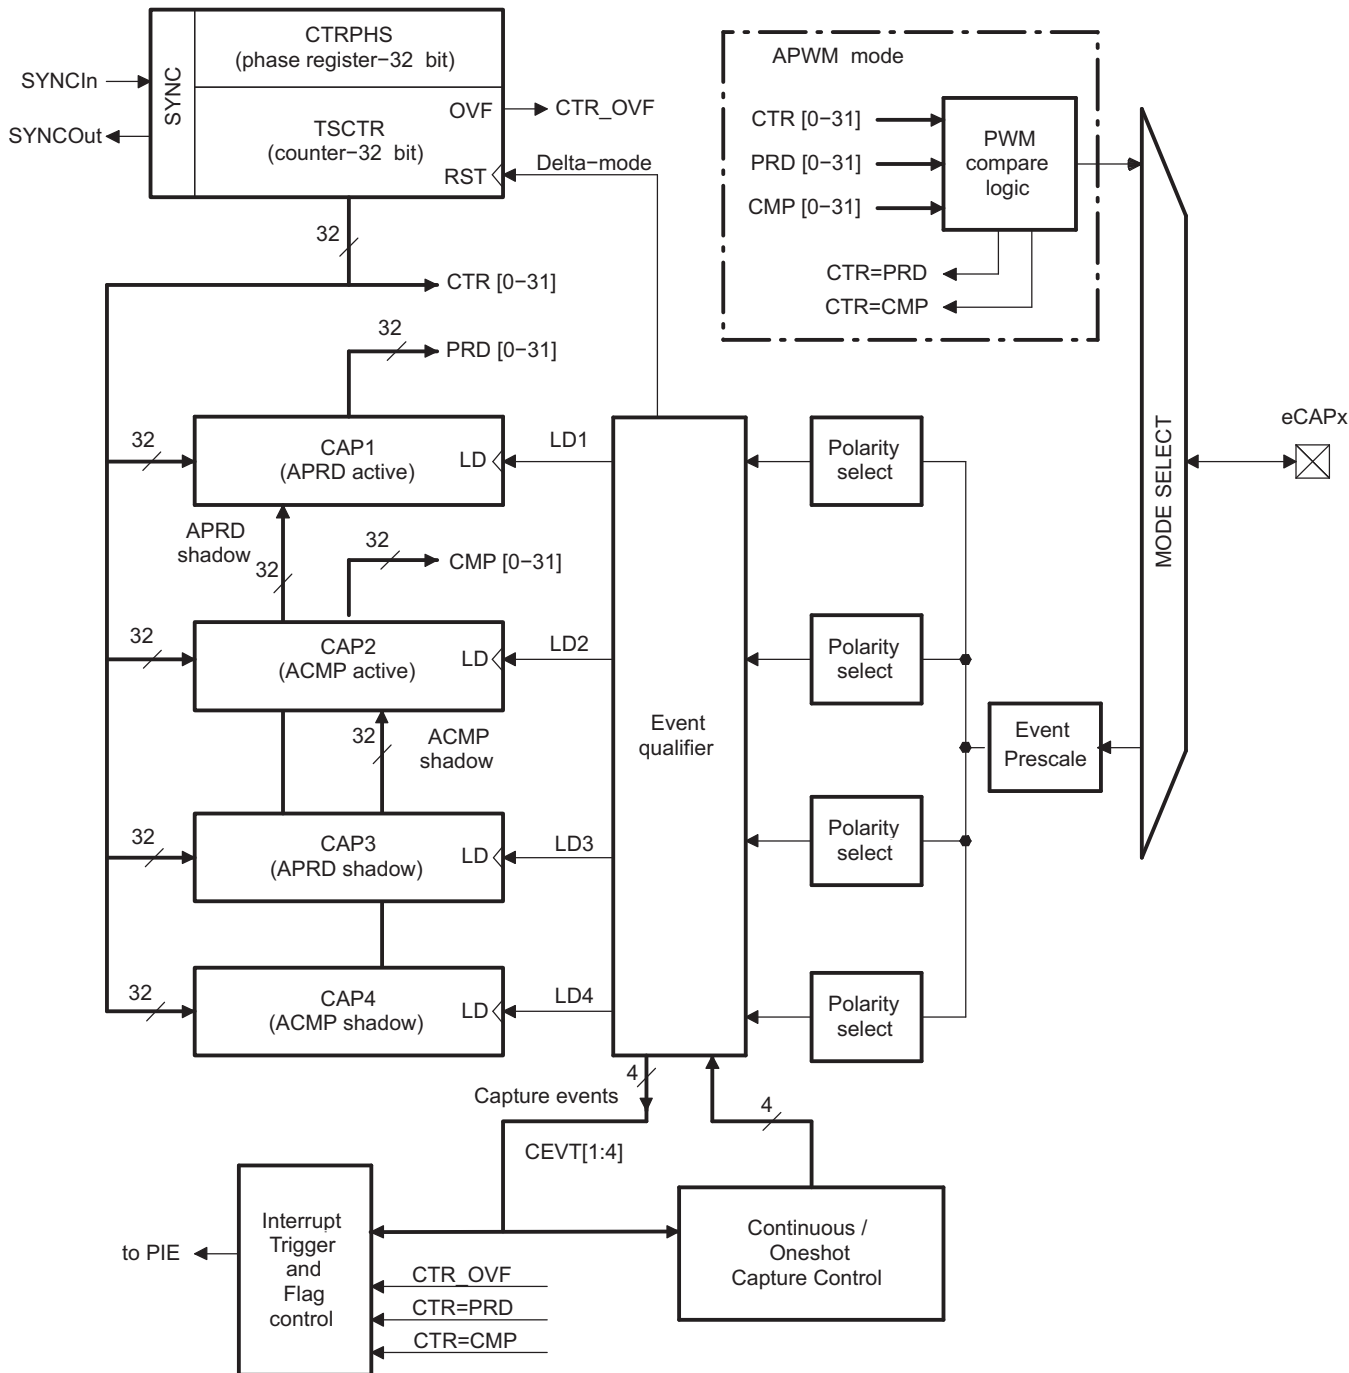 CTRPHS
(phase register−32 bit)
APWM mode
SYNCIn
SYNC
OVF
CTR_OVF
SYNCOut
TSCTR
(counter−32 bit)
RST
Delta−mode
CTR [0−31]
PRD [0−31]
CMP [0−31]
PWM
compare
logic
CTR=PRD
CTR=CMP
32
CTR [0−31]
32
PRD [0−31]
eCAPx
MODE SELECT
32
CAP1
(APRD active)
LD
LD1
Polarity
select
APRD
shadow
32
32
CMP [0−31]
32
CAP2
(ACMP active)
LD
LD2
Polarity
select
32
ACMP
shadow
Event
qualifier
Event
Prescale
32
CAP3
(APRD shadow)
LD
LD3
Polarity
select
32
CAP4
(ACMP shadow)
LD
LD4
Polarity
select
4
Capture events
4
CEVT[1:4]
to PIE
Interrupt
Trigger
and
Flag
control
CTR_OVF
CTR=PRD
CTR=CMP
Continuous /
Oneshot
Capture Control